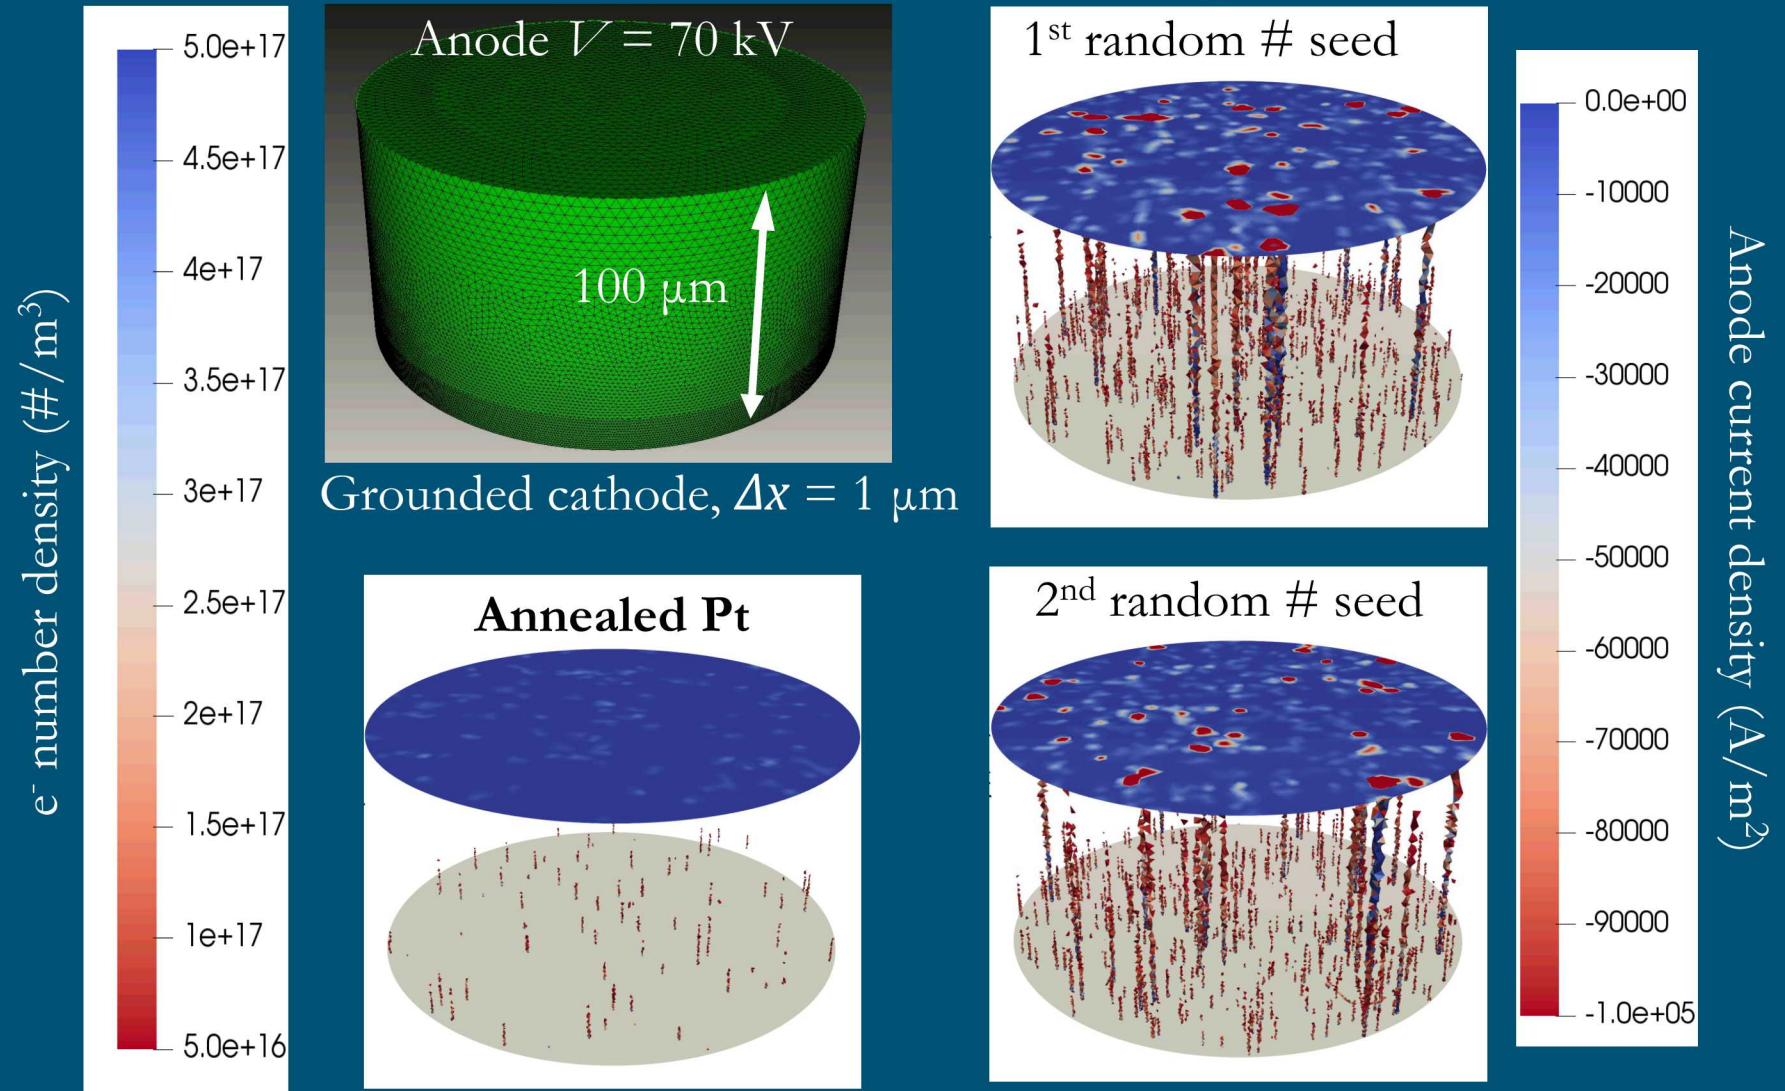 e⁻ number density (#/m³)
5.0e+17
4.5e+17
4e+17
3.5e+17
3e+17
2.5e+17
2e+17
1.5e+17
1e+17
5.0e+16
Anode V = 70 kV
100 μm
Grounded cathode, Δx = 1 μm
Annealed Pt
1ˢᵗ random # seed
2ⁿᵈ random # seed
0.0e+00
-10000
-20000
-30000
-40000
-50000
-60000
-70000
-80000
-90000
-1.0e+05
Anode current density (A/m²)